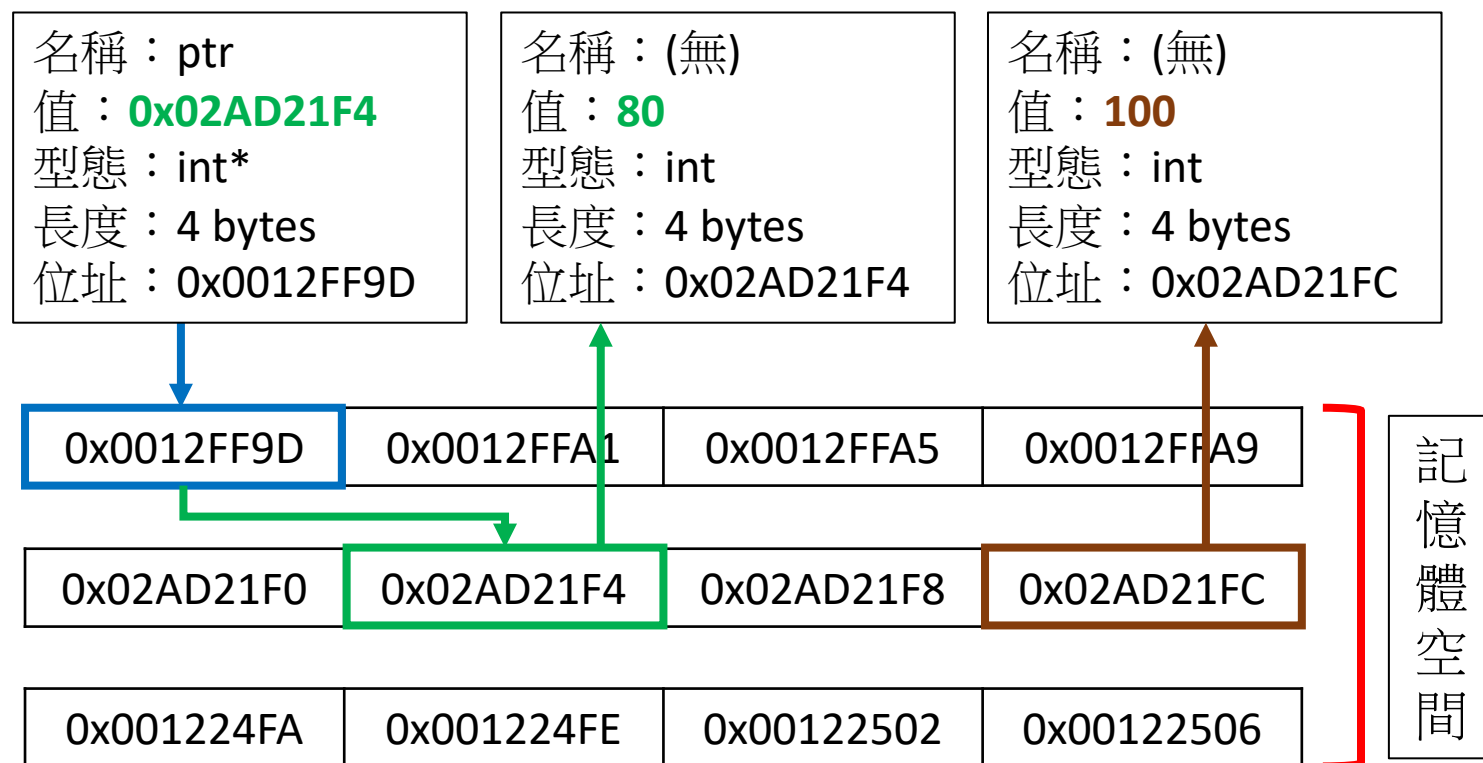 名稱：ptr
值：0x02AD21F4
型態：int*
長度：4 bytes
位址：0x0012FF9D
名稱：(無)
值：80
型態：int
長度：4 bytes
位址：0x02AD21F4
名稱：(無)
值：100
型態：int
長度：4 bytes
位址：0x02AD21FC
0x0012FF9D 0x0012FFA1 0x0012FFA5 0x0012FFA9
0x02AD21F0 0x02AD21F4 0x02AD21F8 0x02AD21FC
0x001224FA 0x001224FE 0x00122502 0x00122506
記憶體空間